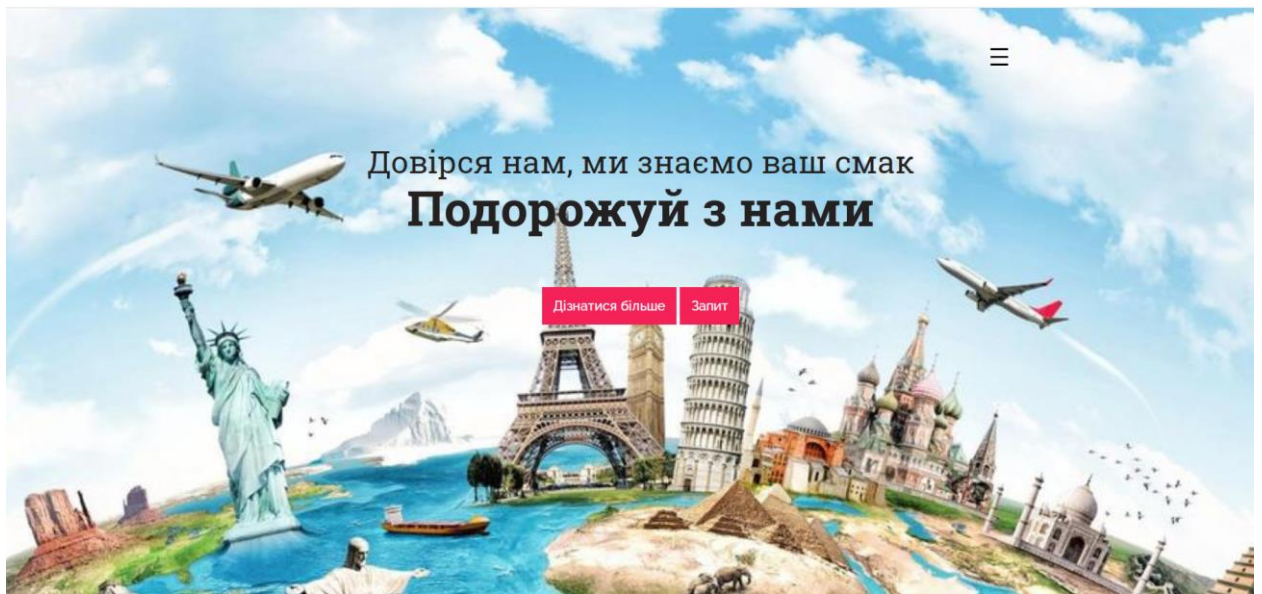 Довірся нам, ми знаємо ваш смак
Подорожуй з нами
Дізнатися більше
Запит